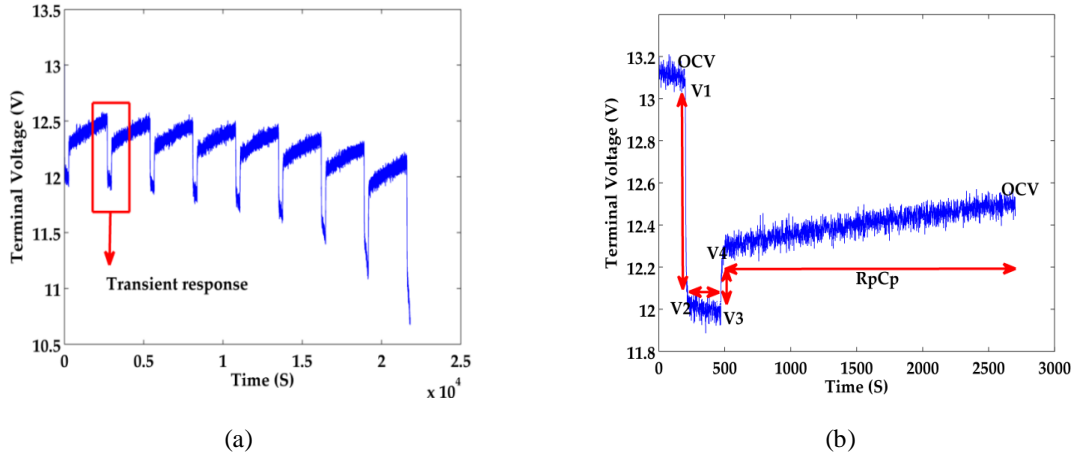 13.5
13
12.5
12
11.5
11
10.5
Terminal Voltage (V)
Transient response
0
0.5
1
1.5
2
2.5
x 10⁴
Time (S)
(a)
13.2
13
12.8
12.6
12.4
12.2
12
11.8
Terminal Voltage (V)
OCV
V1
OCV
V4
RpCp
V2
V3
0
500
1000
1500
2000
2500
3000
Time (S)
(b)